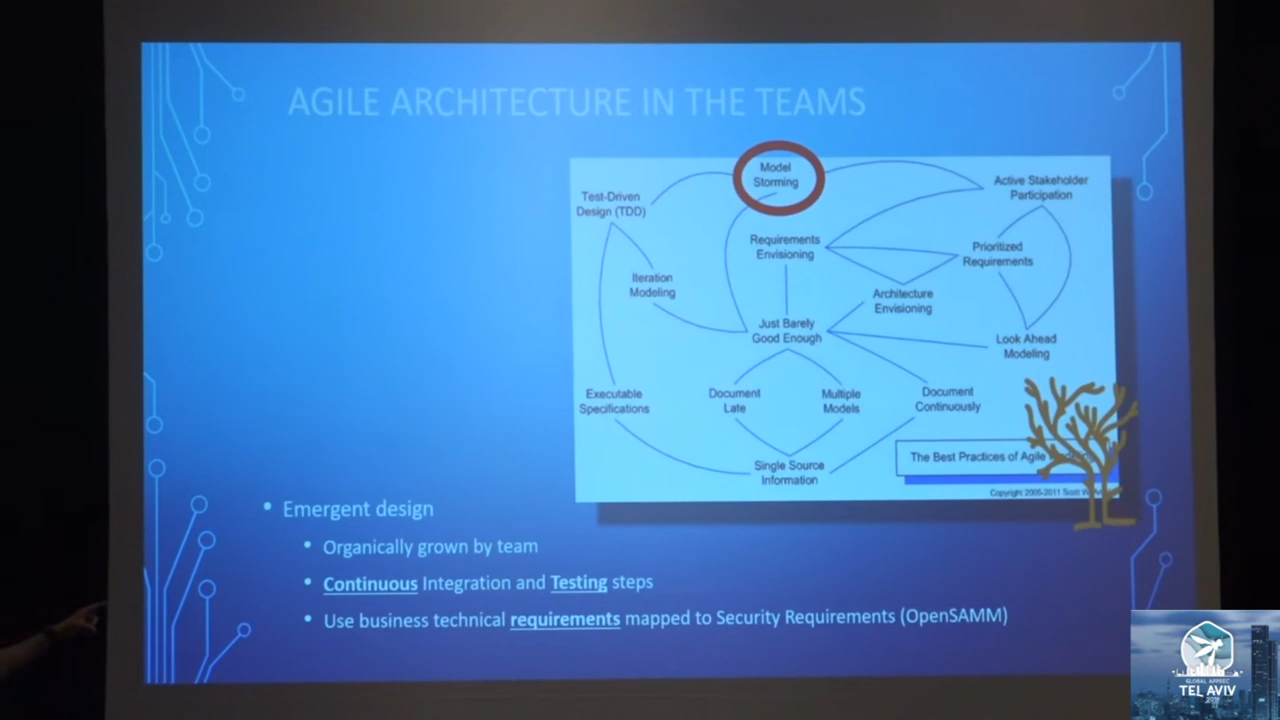 AGILE ARCHITECTURE IN THE TEAMS
Model
Storming
Test-Driven
Design (TDD)
Active Stakeholder
Participation
Requirements
Envisioning
Prioritized
Requirements
Iteration
Modeling
Architecture
Envisioning
Just Barely
Good Enough
Look Ahead
Modeling
Executable
Specifications
Document
Late
Multiple
Models
Document
Continuously
The Best Practices of Agile
Single Source
Information
Copyright 2005-2011 Scott
• Emergent design
• Organically grown by team
• Continuous Integration and Testing steps
• Use business technical requirements mapped to Security Requirements (OpenSAMM)
GLOBAL APPSEC
TEL AVIV